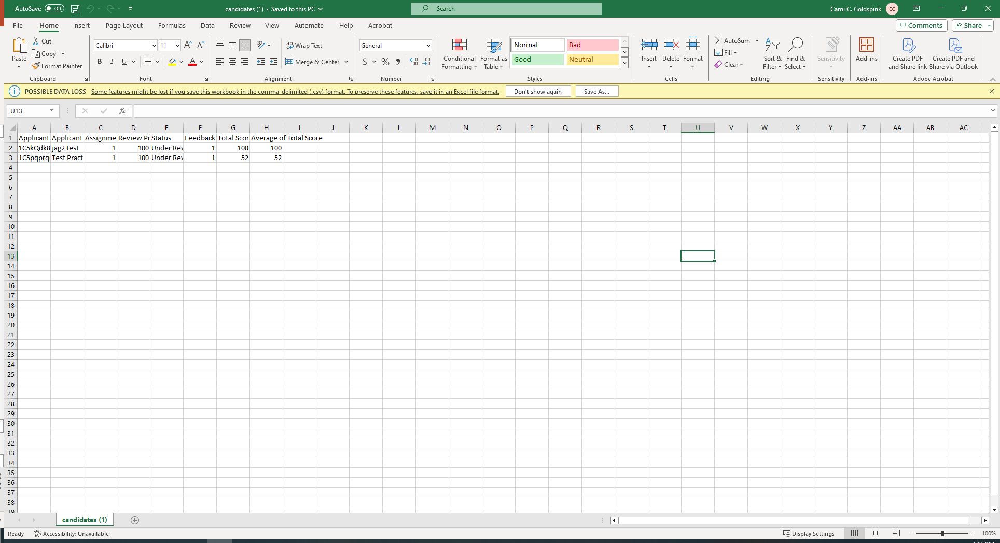 AutoSave Off candidates (1) • Saved to this PC Search Cami C. Goldspink CG
File Home Insert Page Layout Formulas Data Review View Automate Help Acrobat Comments Share
Paste Cut Copy Format Painter Clipboard
Calibri 11 A A B I U A Font
ab Wrap Text Merge & Center Alignment
General $ % Number
Conditional Formatting Format as Table Normal Bad Good Neutral Styles
Insert Delete Format Cells
AutoSum Fill Clear Sort & Filter Find & Select Editing
Sensitivity Sensitivity
Add-ins Add-ins
Create PDF and Share link Create PDF and Share via Outlook Adobe Acrobat
POSSIBLE DATA LOSS Some features might be lost if you save this workbook in the comma-delimited (.csv) format. To preserve these features, save it in an Excel file format. Don't show again Save As...
U13 fx
A B C D E F G H I J K L M N O P Q R S T U V W X Y Z AA AB AC
1 Applicant Applicant Assignme Review Pr Status Feedback Total Scor Average of Total Score
2 1C5kQdk8 jag2 test 1 100 Under Rev 1 100 100
3 1C5pqprq Test Pract 1 100 Under Rev 1 52 52
4
5
6
7
8
9
10
11
12
13
14
15
16
17
18
19
20
21
22
23
24
25
26
27
28
29
30
31
32
33
34
35
36
37
38
39
candidates (1)
Ready Accessibility: Unavailable Display Settings 100%